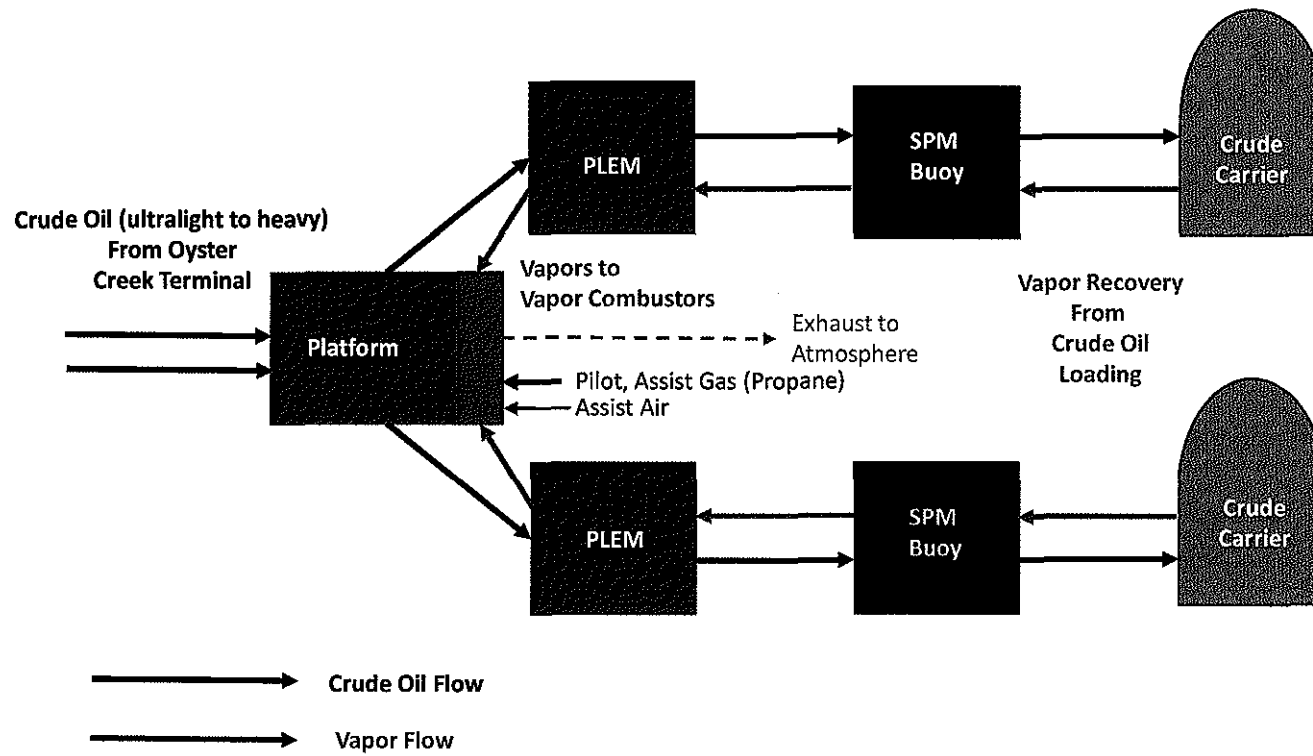 PLEM
SPM
Buoy
Crude
Carrier
Crude Oil (ultralight to heavy)
From Oyster
Creek Terminal
Vapors to
Vapor Combustors
Vapor Recovery
From
Crude Oil
Loading
Platform
Exhaust to
Atmosphere
Pilot, Assist Gas (Propane)
Assist Air
PLEM
SPM
Buoy
Crude
Carrier
Crude Oil Flow
Vapor Flow